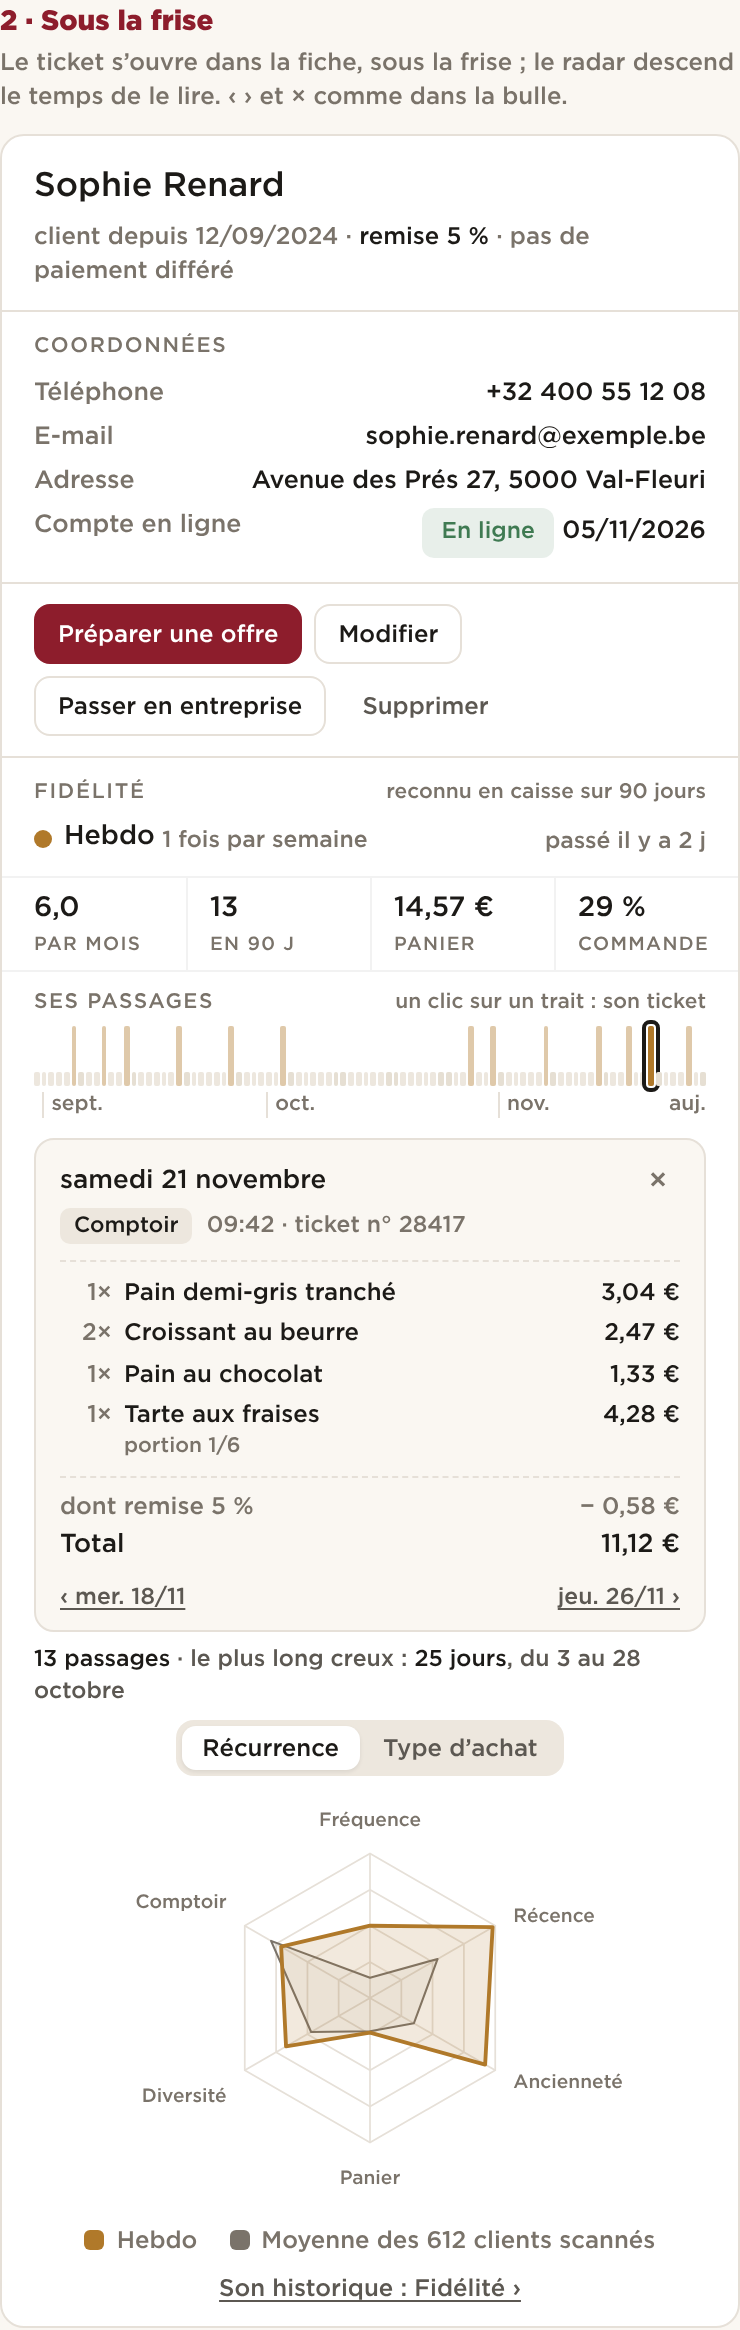 2 · Sous la frise
Le ticket s’ouvre dans la fiche, sous la frise ; le radar descend
le temps de le lire. ‹ › et × comme dans la bulle.
Sophie Renard
client depuis 12/09/2024 · remise 5 % · pas de
paiement différé
COORDONNÉES
Téléphone +32 400 55 12 08
E-mail sophie.renard@exemple.be
Adresse Avenue des Prés 27, 5000 Val-Fleuri
Compte en ligne En ligne 05/11/2026
Préparer une offre Modifier
Passer en entreprise Supprimer
FIDÉLITÉ reconnu en caisse sur 90 jours
Hebdo 1 fois par semaine passé il y a 2 j
6,0 13 14,57 € 29 %
PAR MOIS EN 90 J PANIER COMMANDE
SES PASSAGES un clic sur un trait : son ticket
sept. oct. nov. auj.
samedi 21 novembre ×
Comptoir 09:42 · ticket n° 28417
1× Pain demi-gris tranché 3,04 €
2× Croissant au beurre 2,47 €
1× Pain au chocolat 1,33 €
1× Tarte aux fraises 4,28 €
portion 1/6
dont remise 5 % − 0,58 €
Total 11,12 €
‹ mer. 18/11 jeu. 26/11 ›
13 passages · le plus long creux : 25 jours, du 3 au 28
octobre
Récurrence Type d’achat
Fréquence
Comptoir Récence
Diversité Ancienneté
Panier
Hebdo Moyenne des 612 clients scannés
Son historique : Fidélité ›